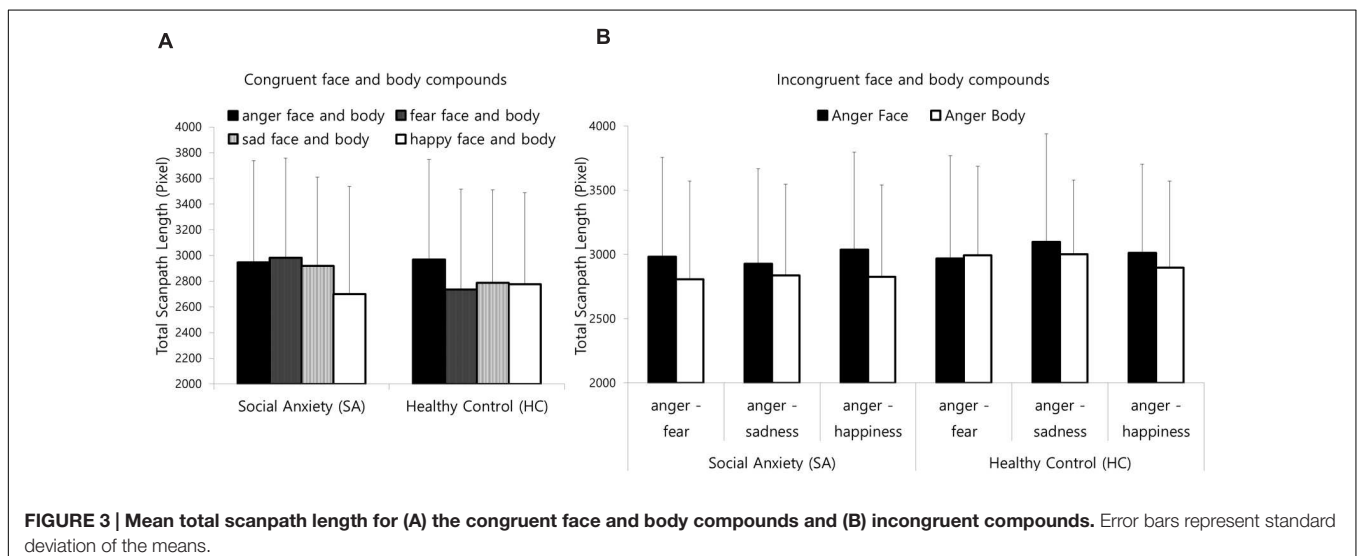 A
Congruent face and body compounds
anger face and body fear face and body
sad face and body happy face and body
Total Scanpath Length (Pixel)
4000
3800
3600
3400
3200
3000
2800
2600
2400
2200
2000
Social Anxiety (SA) Healthy Control (HC)
B
Incongruent face and body compounds
Anger Face Anger Body
Total Scanpath Length (Pixel)
4000
3500
3000
2500
2000
anger - anger - anger - anger - anger - anger -
fear sadness happiness fear sadness happiness
Social Anxiety (SA) Healthy Control (HC)
FIGURE 3 | Mean total scanpath length for (A) the congruent face and body compounds and (B) incongruent compounds. Error bars represent standard
deviation of the means.